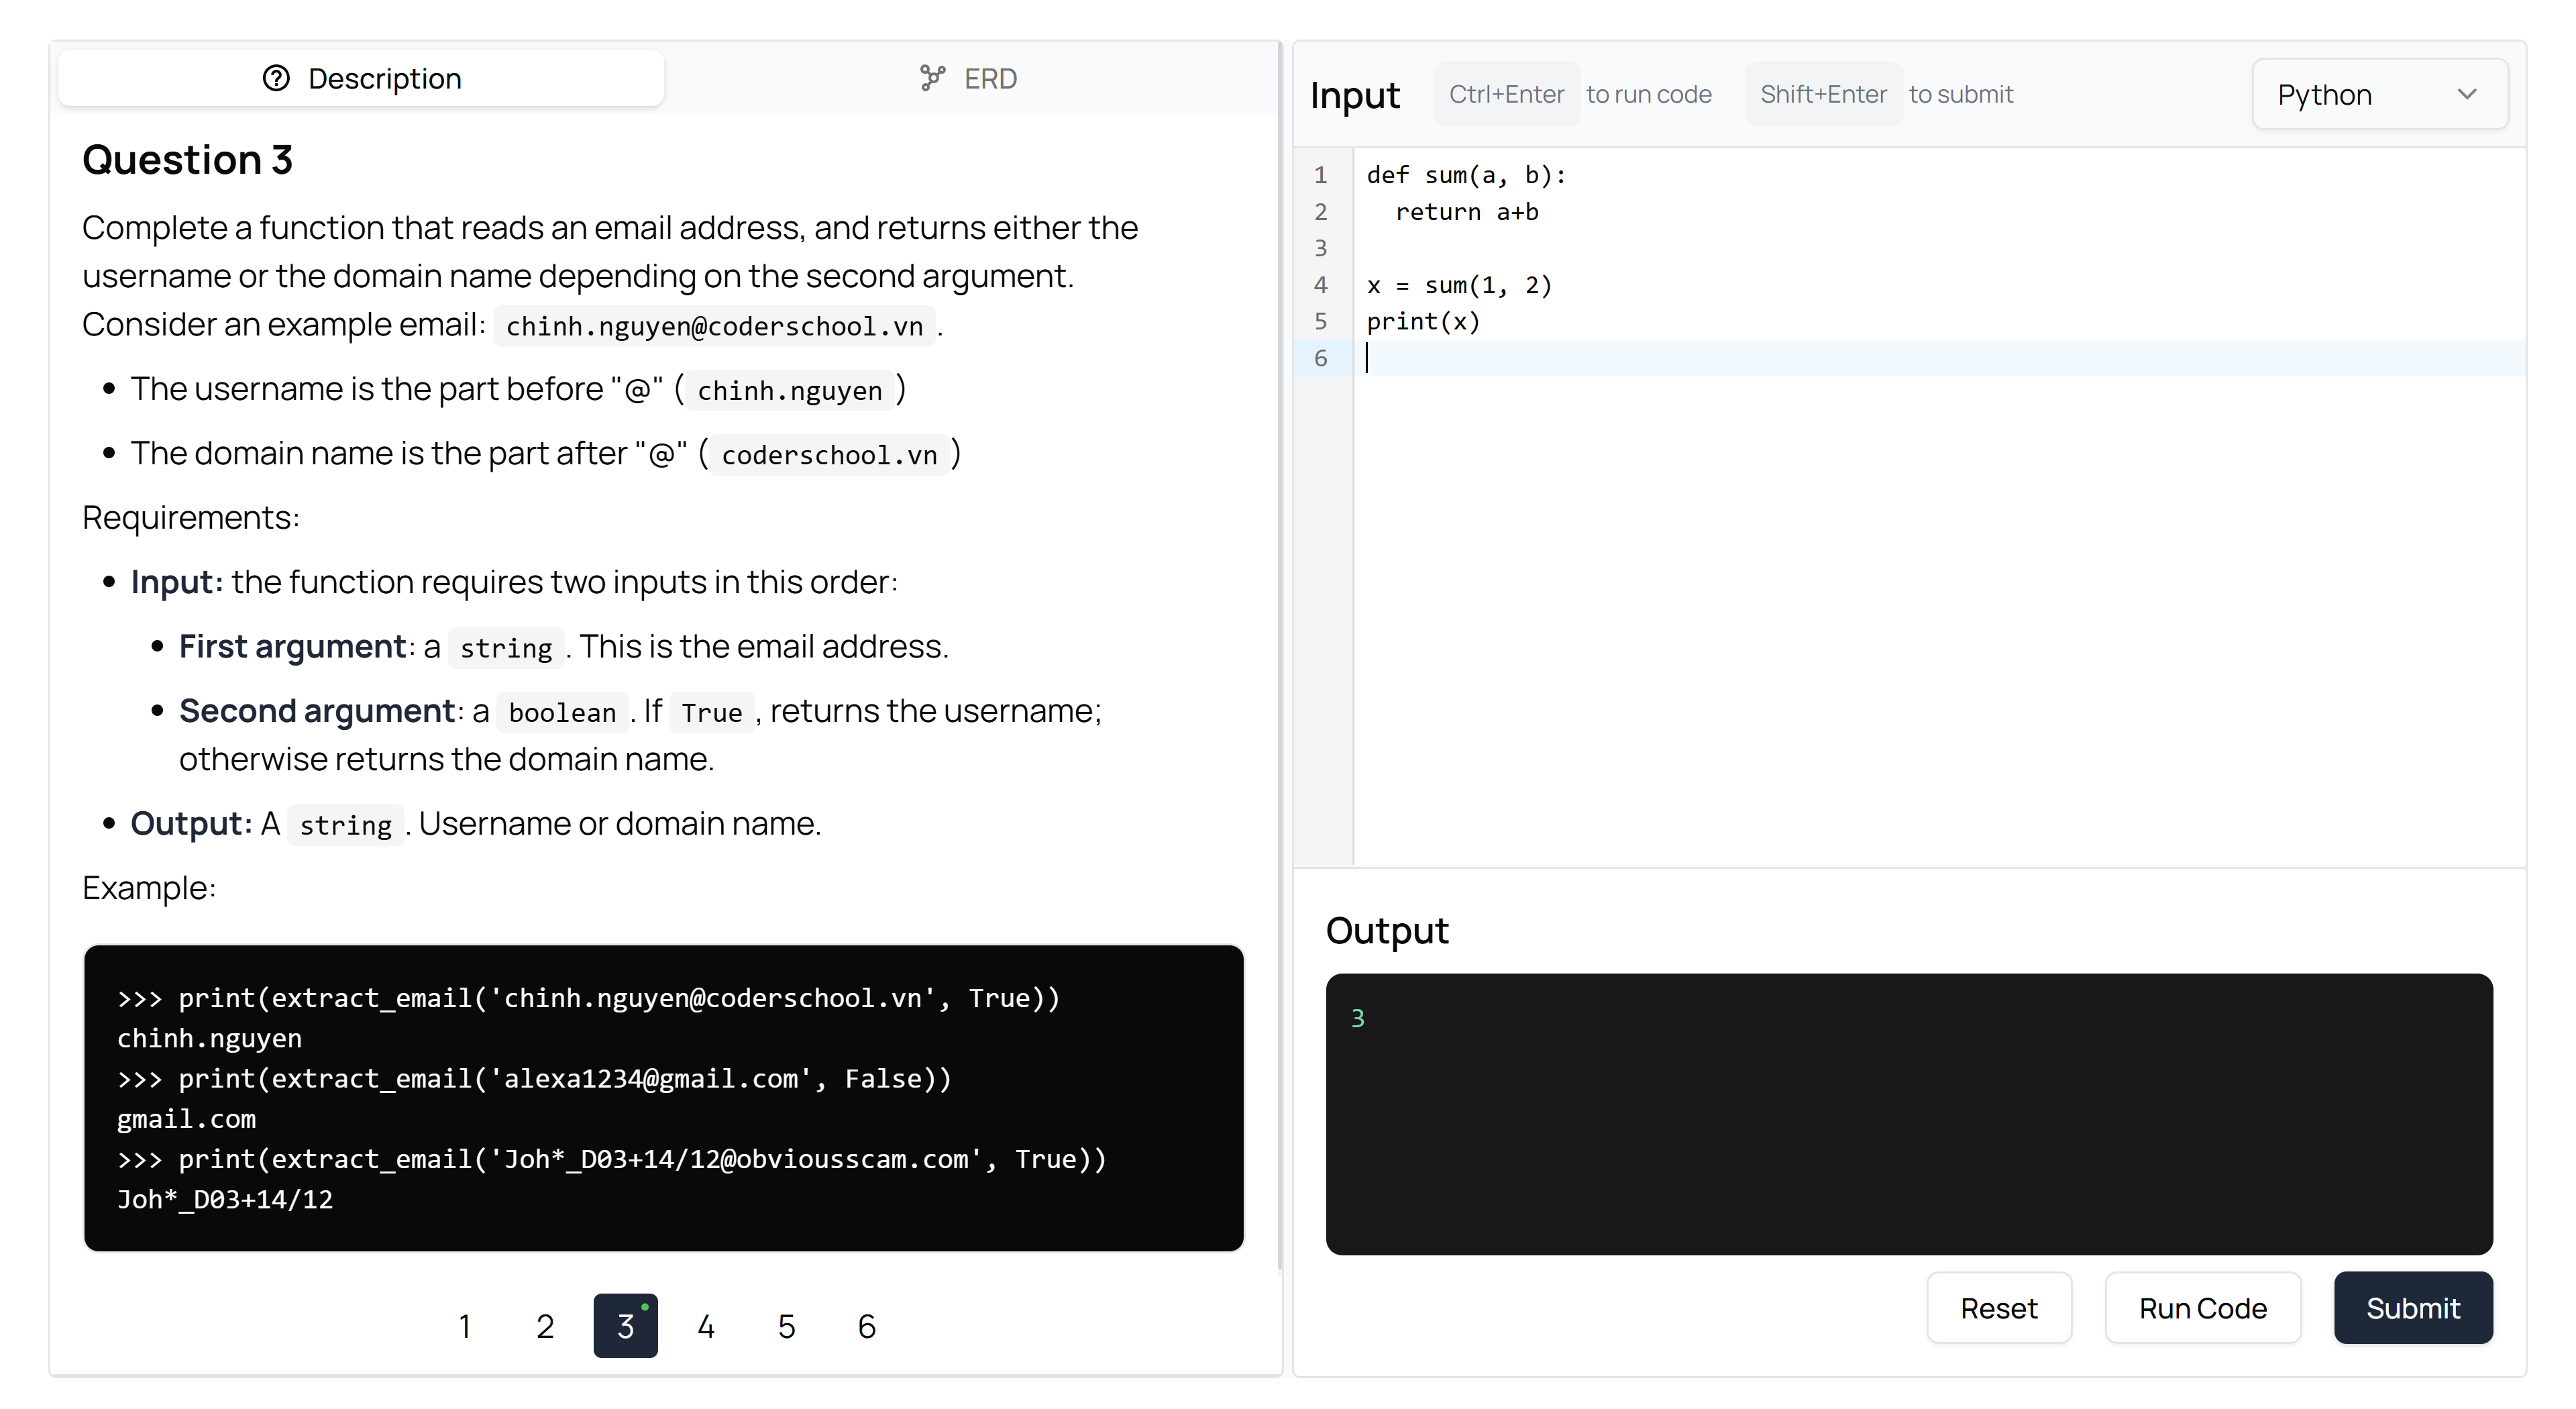 Description
ERD
Question 3
Complete a function that reads an email address, and returns either the
username or the domain name depending on the second argument.
Consider an example email: chinh.nguyen@coderschool.vn.
• The username is the part before "@" (chinh.nguyen)
• The domain name is the part after "@" (coderschool.vn)
Requirements:
• Input: the function requires two inputs in this order:
• First argument: a string. This is the email address.
• Second argument: a boolean. If True, returns the username;
otherwise returns the domain name.
• Output: A string. Username or domain name.
Example:
>>> print(extract_email('chinh.nguyen@coderschool.vn', True))
chinh.nguyen
>>> print(extract_email('alexa1234@gmail.com', False))
gmail.com
>>> print(extract_email('Joh*_D03+14/12@obviousscam.com', True))
Joh*_D03+14/12
1 2 3 4 5 6
Input Ctrl+Enter to run code Shift+Enter to submit Python
1 def sum(a, b):
2   return a+b
3
4 x = sum(1, 2)
5 print(x)
6
Output
3
Reset Run Code Submit